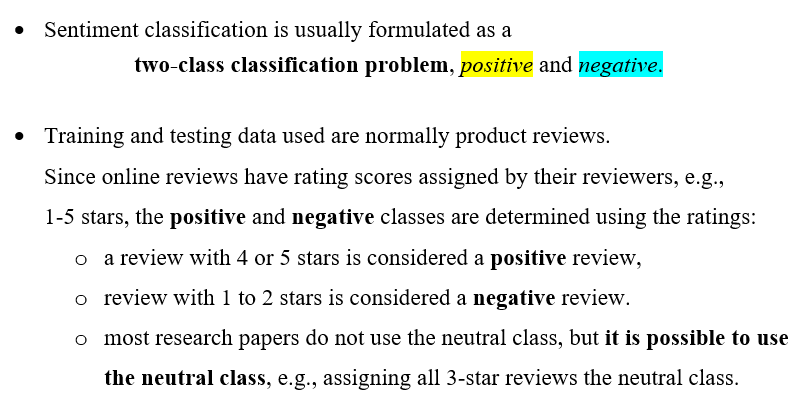 • Sentiment classification is usually formulated as a
two-class classification problem, positive and negative.
• Training and testing data used are normally product reviews.
Since online reviews have rating scores assigned by their reviewers, e.g.,
1-5 stars, the positive and negative classes are determined using the ratings:
o a review with 4 or 5 stars is considered a positive review,
o review with 1 to 2 stars is considered a negative review.
o most research papers do not use the neutral class, but it is possible to use
the neutral class, e.g., assigning all 3-star reviews the neutral class.